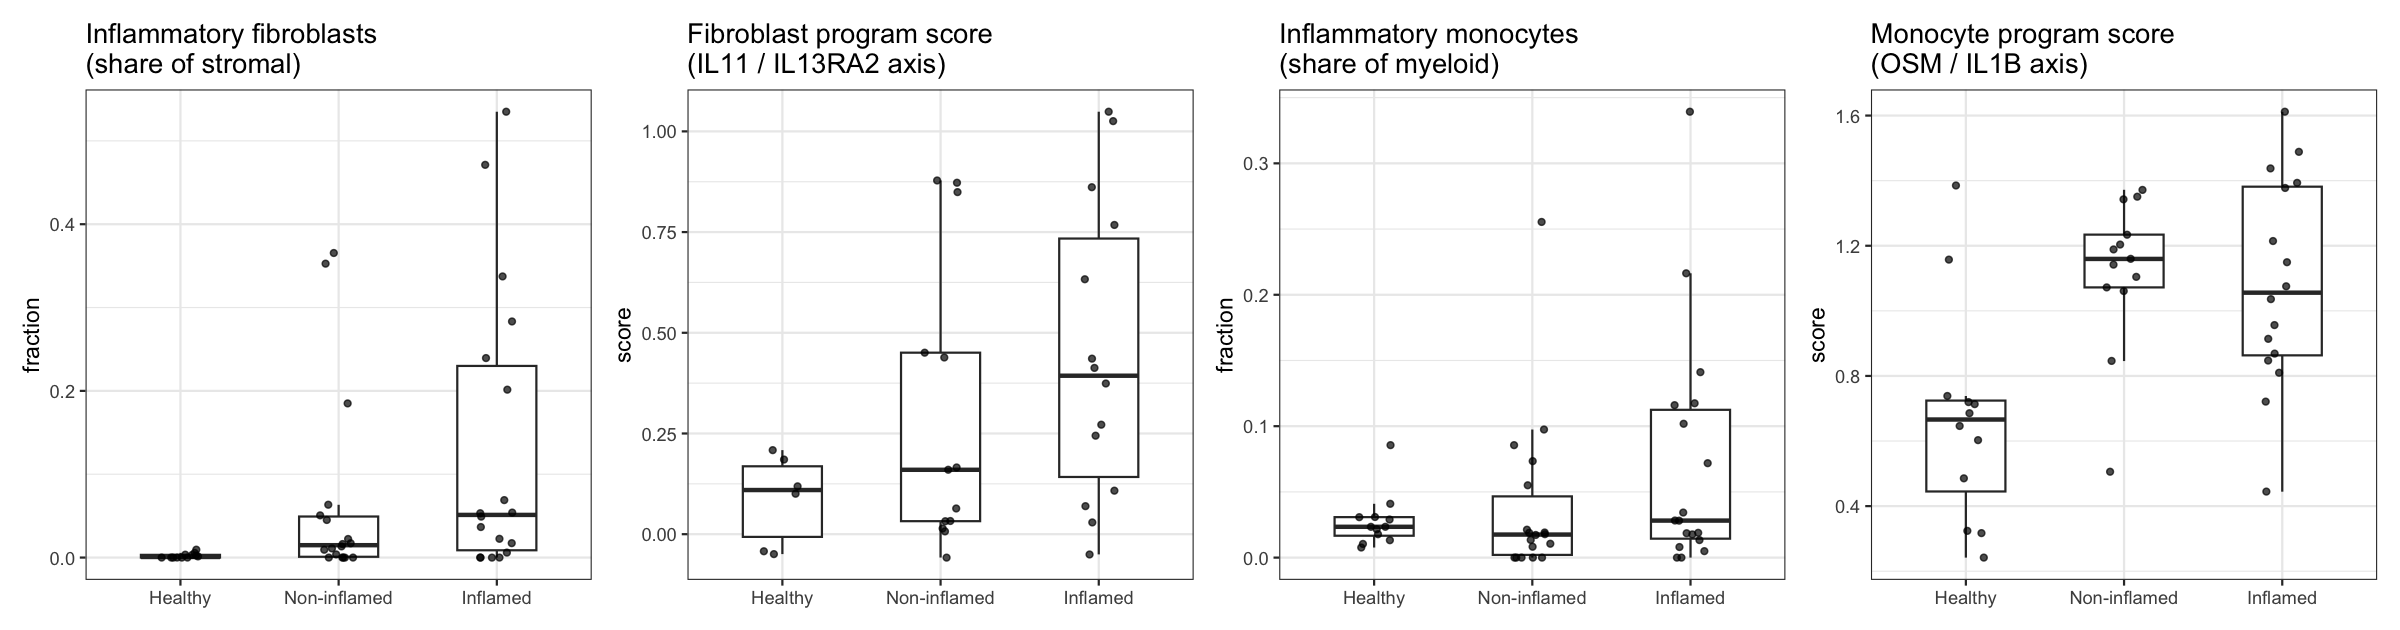 Inflammatory fibroblasts
(share of stromal)
fraction
0.4
0.2
0.0
Healthy
Non-inflamed
Inflamed
Fibroblast program score
(IL11 / IL13RA2 axis)
score
1.00
0.75
0.50
0.25
0.00
Healthy
Non-inflamed
Inflamed
Inflammatory monocytes
(share of myeloid)
fraction
0.3
0.2
0.1
0.0
Healthy
Non-inflamed
Inflamed
Monocyte program score
(OSM / IL1B axis)
score
1.6
1.2
0.8
0.4
Healthy
Non-inflamed
Inflamed